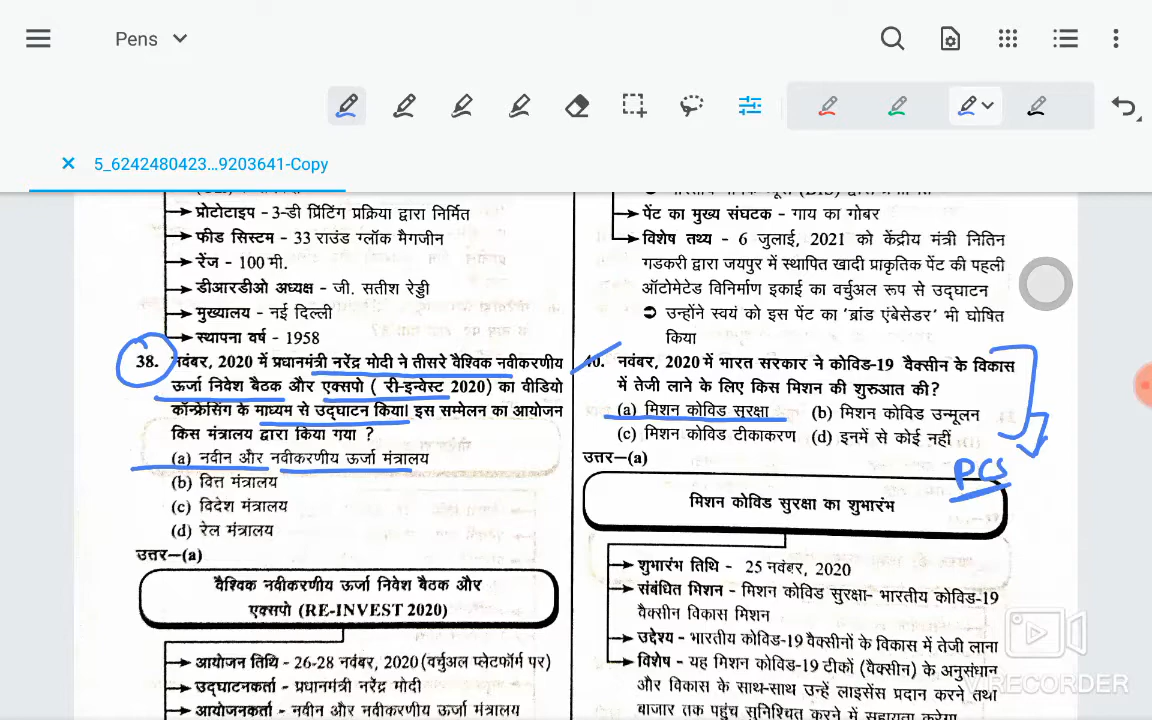 Pens
5_6242480423...9203641-Copy
प्रोटोटाइप - 3-डी प्रिंटिंग प्रक्रिया द्वारा निर्मित
फीड सिस्टम - 33 राउंड ग्लॉक मैगजीन
रेंज - 100 मी.
डीआरडीओ अध्यक्ष - जी. सतीश रेड्डी
मुख्यालय - नई दिल्ली
स्थापना वर्ष - 1958
38. नवंबर, 2020 में प्रधानमंत्री नरेंद्र मोदी ने तीसरे वैश्विक नवीकरणीय
ऊर्जा निवेश बैठक और एक्सपो ( री-इन्वेस्ट 2020) का वीडियो
कॉन्फ्रेसिंग के माध्यम से उद्घाटन किया। इस सम्मेलन का आयोजन
किस मंत्रालय द्वारा किया गया ?
(a) नवीन और नवीकरणीय ऊर्जा मंत्रालय
(b) वित्त मंत्रालय
(c) विदेश मंत्रालय
(d) रेल मंत्रालय
उत्तर—(a)
वैश्विक नवीकरणीय ऊर्जा निवेश बैठक और
एक्सपो (RE-INVEST 2020)
आयोजन तिथि - 26-28 नवंबर, 2020 (वर्चुअल प्लेटफॉर्म पर)
उद्घाटनकर्ता - प्रधानमंत्री नरेंद्र मोदी
आयोजनकर्ता - नवीन और नवीकरणीय ऊर्जा मंत्रालय
पेंट का मुख्य संघटक - गाय का गोबर
विशेष तथ्य - 6 जुलाई, 2021 को केंद्रीय मंत्री नितिन
गडकरी द्वारा जयपुर में स्थापित खादी प्राकृतिक पेंट की पहली
ऑटोमेटेड विनिर्माण इकाई का वर्चुअल रूप से उद्घाटन
उन्होंने स्वयं को इस पेंट का 'ब्रांड एंबेसेडर' भी घोषित
किया
40. नवंबर, 2020 में भारत सरकार ने कोविड-19 वैक्सीन के विकास
में तेजी लाने के लिए किस मिशन की शुरुआत की?
(a) मिशन कोविड सुरक्षा (b) मिशन कोविड उन्मूलन
(c) मिशन कोविड टीकाकरण (d) इनमें से कोई नहीं
उत्तर—(a)
PCS
मिशन कोविड सुरक्षा का शुभारंभ
शुभारंभ तिथि - 25 नवंबर, 2020
संबंधित मिशन - मिशन कोविड सुरक्षा- भारतीय कोविड-19
वैक्सीन विकास मिशन
उद्देश्य - भारतीय कोविड-19 वैक्सीनों के विकास में तेजी लाना
विशेष - यह मिशन कोविड-19 टीकों (वैक्सीन) के अनुसंधान
और विकास के साथ-साथ उन्हें लाइसेंस प्रदान करने तथा
बाजार तक पहुंच सुनिश्चित करने में सहायता करेगा
V RECORDER